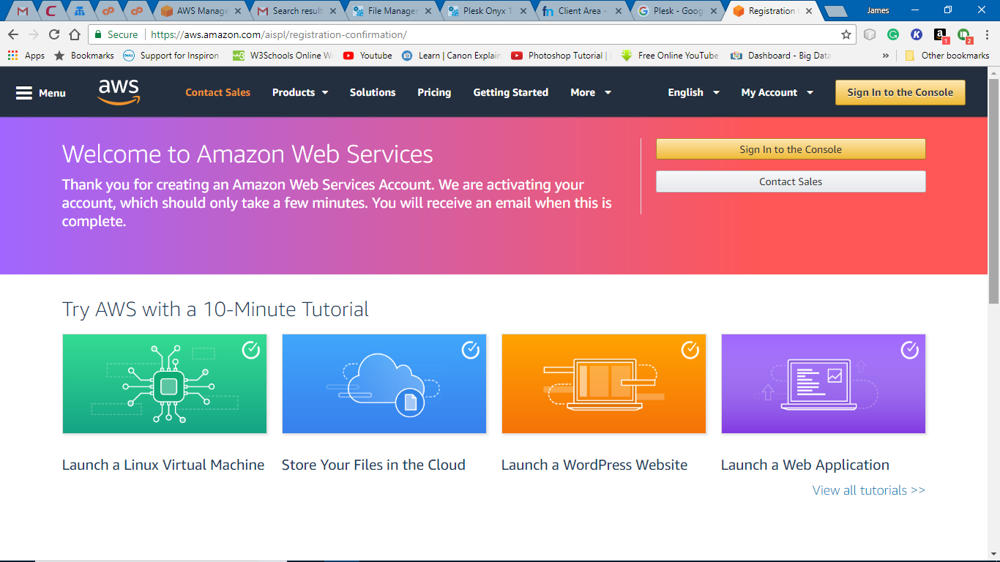 AWS Manage
Search result
File Manager
Plesk Onyx 1
Client Area -
Plesk - Goog
Registration
James
Secure
https://aws.amazon.com/aispl/registration-confirmation/
1
2
Apps
Bookmarks
Support for Inspiron
W3Schools Online W
Youtube
Learn | Canon Explain
Photoshop Tutorial |
Free Online YouTube
Dashboard - Big Data
»
Other bookmarks
Menu
aws
Contact Sales
Products
Solutions
Pricing
Getting Started
More
English
My Account
Sign In to the Console
Welcome to Amazon Web Services
Thank you for creating an Amazon Web Services Account. We are activating your
account, which should only take a few minutes. You will receive an email when this is
complete.
Sign In to the Console
Contact Sales
Try AWS with a 10-Minute Tutorial
Launch a Linux Virtual Machine
Store Your Files in the Cloud
Launch a WordPress Website
Launch a Web Application
View all tutorials >>